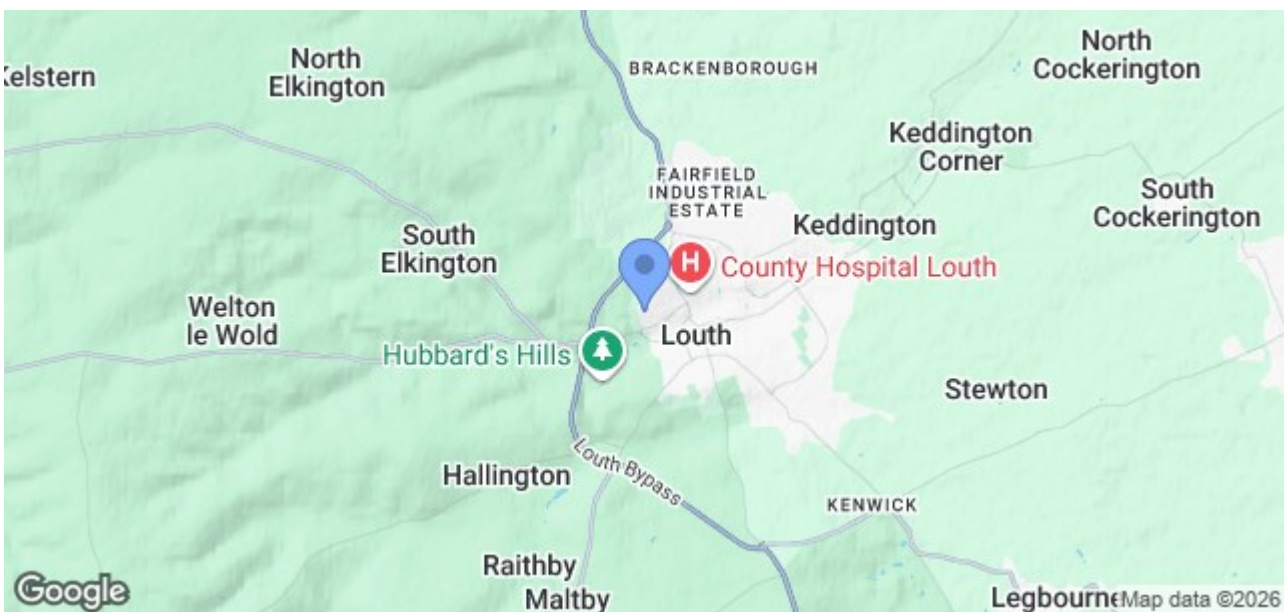 North
Elkington
Kelstern
BRACKENBOROUGH
North
Cockerington
Keddington
Corner
FAIRFIELD
INDUSTRIAL
ESTATE
South
Cockerington
Keddington
South
Elkington
H
County Hospital Louth
Welton
le Wold
Louth
Hubbard's Hills
Stewton
Louth Bypass
Hallington
KENWICK
Raithby
Maltby
Google
Legbourne
Map data ©2026